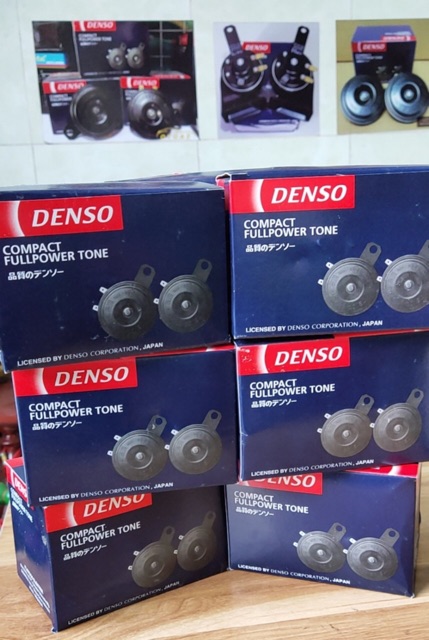 DENSO
DENSO
DENSO
DENSO
COMPACT
FULLPOWER TONE
品質のデンソー
LICENSED BY DENSO CORPORATION, JAPAN
DENSO
COMPACT
FULLPOWER TONE
品質のデンソー
LICENSED BY DENSO CORPORATION, JAPAN
DENSO
COMPACT
FULLPOWER TONE
品質のデンソー
LICENSED BY DENSO CORPORATION, JAPAN
DENSO
COMPACT
FULLPOWER TONE
品質のデンソー
LICENSED BY DENSO CORPORATION, JAPAN
DENSO
COMPACT
FULLPOWER TONE
品質のデンソー
LICENSED BY DENSO CORPORATION, JAPAN
DENSO
COMPACT
FULLPOWER TONE
品質のデンソー
LICENSED BY DENSO CORPORATION, JAPAN